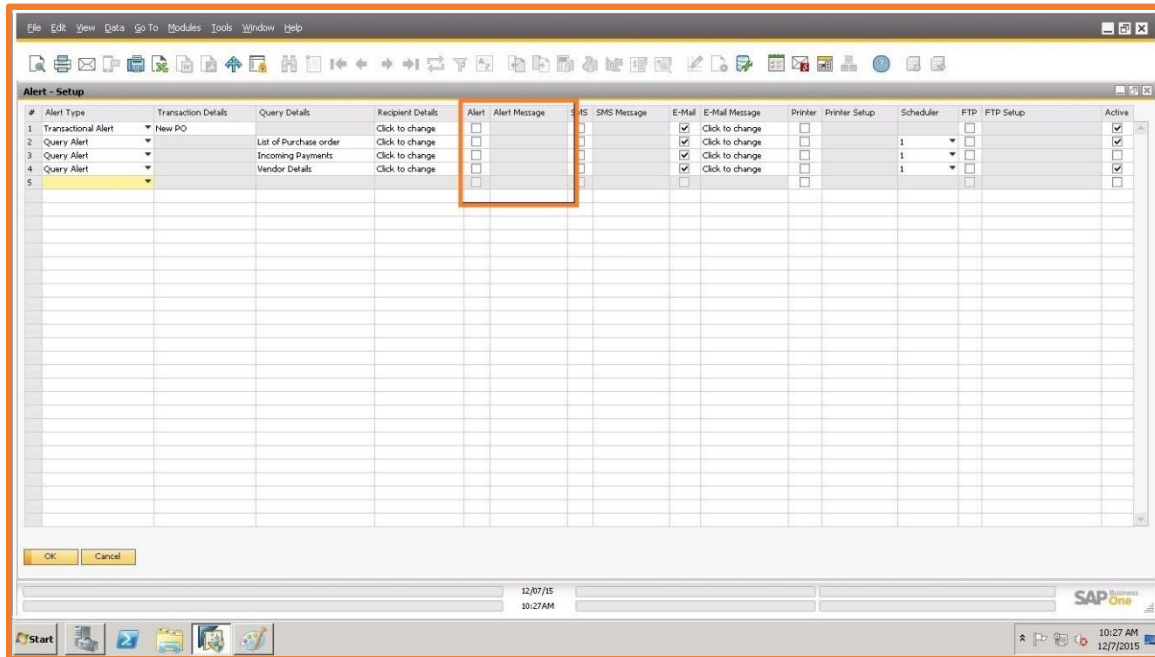 File Edit View Data Go To Modules Tools Window Help
Alert - Setup
# Alert Type Transaction Details Query Details Recipient Details Alert Alert Message SMS SMS Message E-Mail E-Mail Message Printer Printer Setup Scheduler FTP FTP Setup Active
1 Transactional Alert New PO Click to change Click to change
2 Query Alert List of Purchase order Click to change Click to change 1
3 Query Alert Incoming Payments Click to change Click to change 1
4 Query Alert Vendor Details Click to change Click to change 1
5
OK Cancel
12/07/15
10:27AM
SAP Business One
Start
10:27 AM
12/7/2015